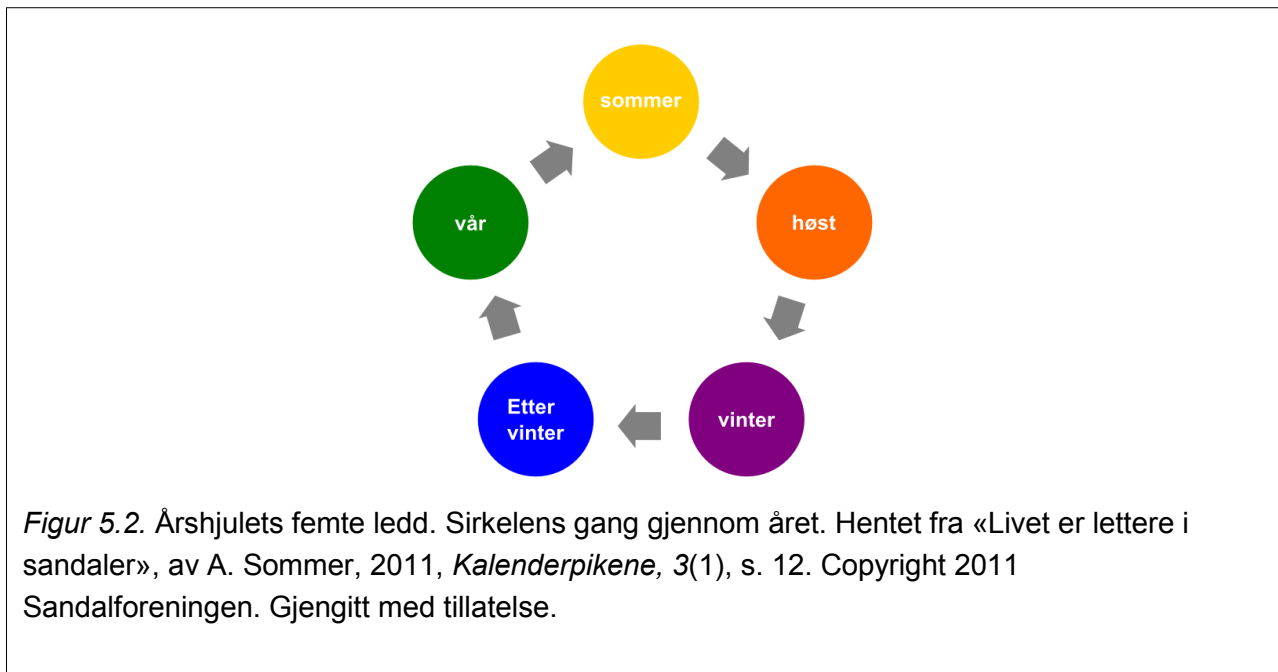 sommer
høst
vår
vinter
Etter
vinter
Figur 5.2. Årshjulets femte ledd. Sirkelens gang gjennom året. Hentet fra «Livet er lettere i
sandaler», av A. Sommer, 2011, Kalenderpikene, 3(1), s. 12. Copyright 2011
Sandalforeningen. Gjengitt med tillatelse.